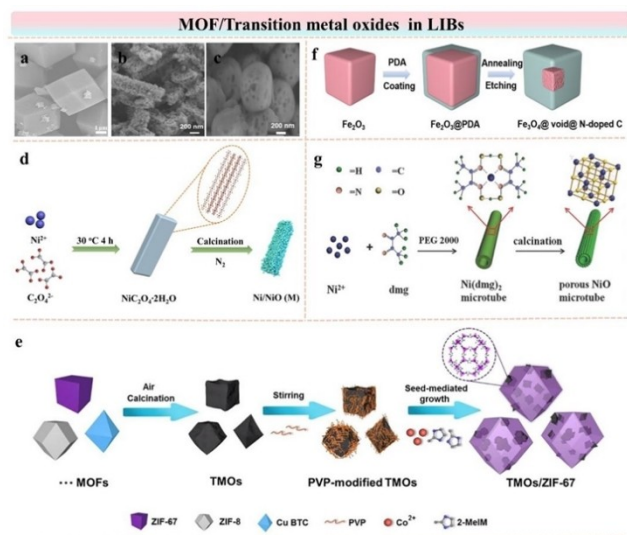 MOF/Transition metal oxides in LIBs
a
b
c
1 μm
200 nm
200 nm
f
PDA
Coating
Annealing
Etching
Fe₂O₃
Fe₂O₃@PDA
Fe₃O₄@ void@ N-doped C
d
Ni²⁺
C₂O₄²⁻
30 °C 4 h
NiC₂O₄·2H₂O
Calcination
N₂
Ni/NiO (M)
g
=H
=C
=N
=O
Ni²⁺
+
dmg
PEG 2000
Ni(dmg)₂
microtube
calcination
porous NiO
microtube
e
Air
Calcination
Stirring
Seed-mediated
growth
··· MOFs
TMOs
PVP-modified TMOs
TMOs/ZIF-67
ZIF-67
ZIF-8
Cu BTC
PVP
Co²⁺
2-MeIM